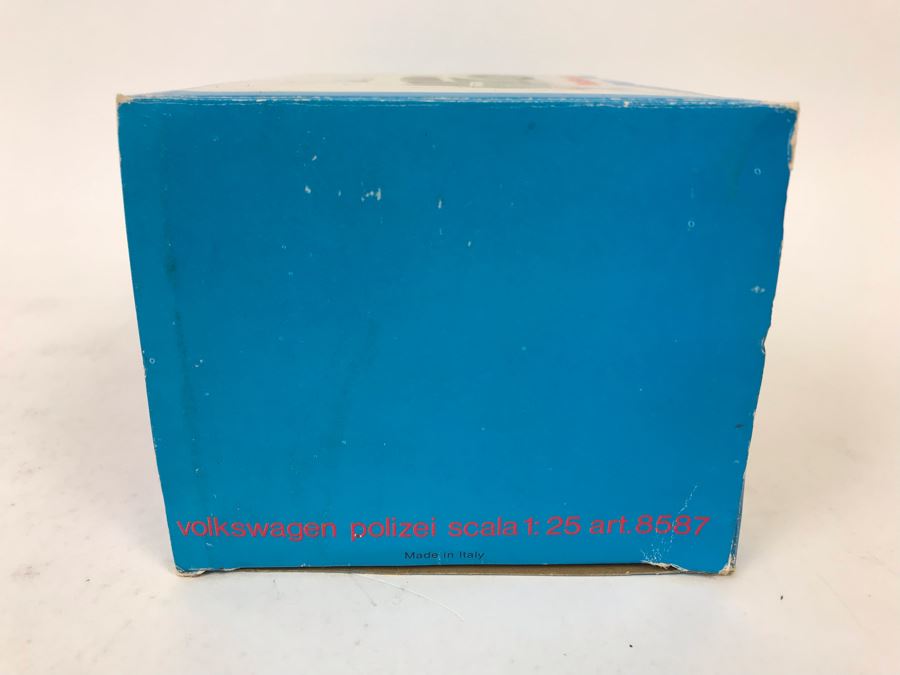 volkswagen polizei scala 1:25 art.8587
Made in Italy